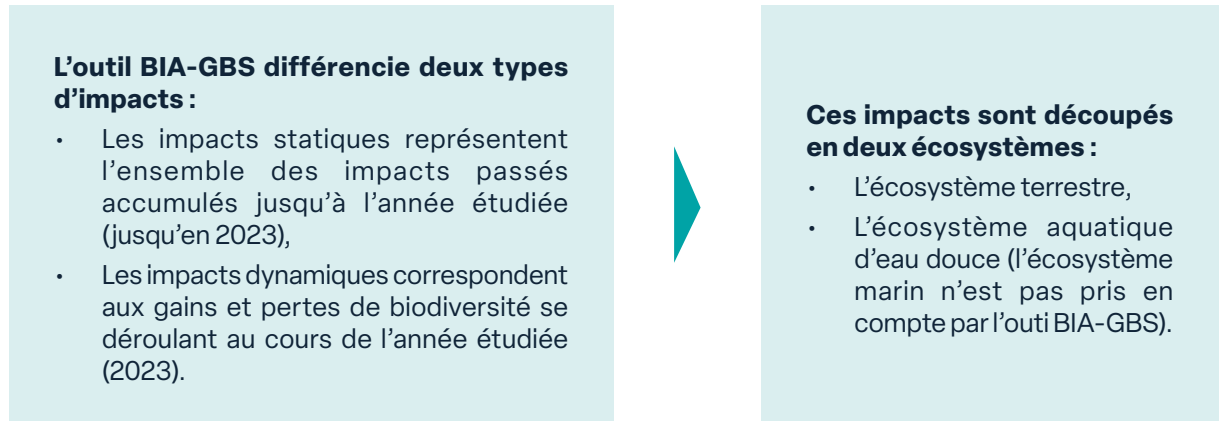 L'outil BIA-GBS différencie deux types
d'impacts :
• Les impacts statiques représentent
l'ensemble des impacts passés
accumulés jusqu'à l'année étudiée
(jusqu'en 2023),
• Les impacts dynamiques correspondent
aux gains et pertes de biodiversité se
déroulant au cours de l'année étudiée
(2023).
Ces impacts sont découpés
en deux écosystèmes :
• L'écosystème terrestre,
• L'écosystème aquatique
d'eau douce (l'écosystème
marin n'est pas pris en
compte par l'outi BIA-GBS).